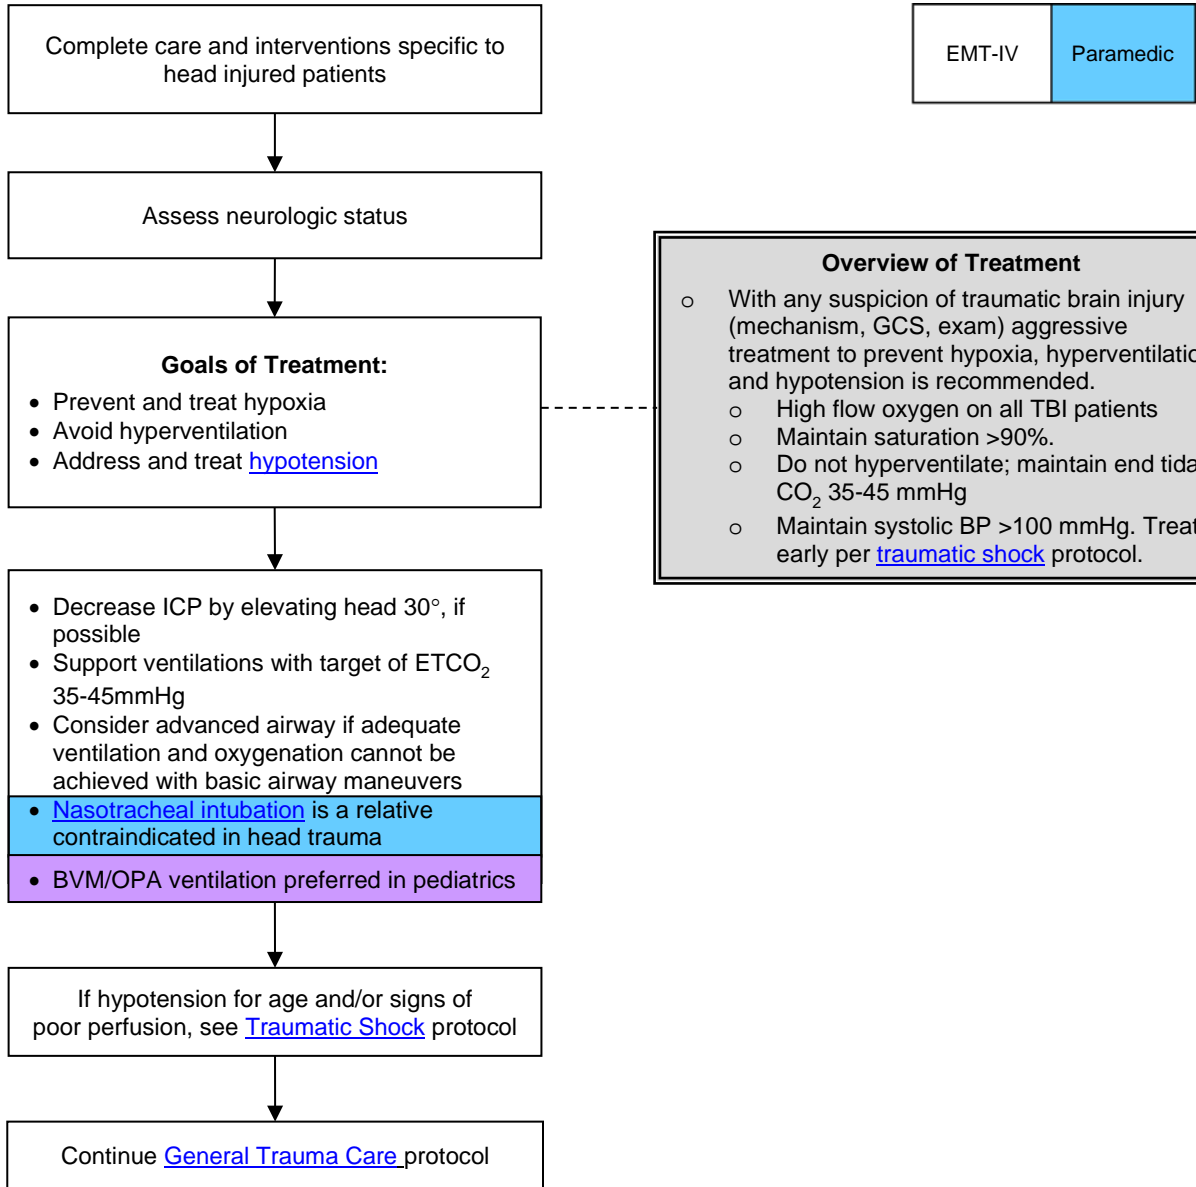 Complete care and interventions specific to
head injured patients
EMT-IV
Paramedic
Assess neurologic status
Goals of Treatment:
• Prevent and treat hypoxia
• Avoid hyperventilation
• Address and treat hypotension
Overview of Treatment
o With any suspicion of traumatic brain injury
(mechanism, GCS, exam) aggressive
treatment to prevent hypoxia, hyperventilatio
and hypotension is recommended.
o High flow oxygen on all TBI patients
o Maintain saturation >90%.
o Do not hyperventilate; maintain end tida
CO2 35-45 mmHg
o Maintain systolic BP >100 mmHg. Treat
early per traumatic shock protocol.
• Decrease ICP by elevating head 30°, if
possible
• Support ventilations with target of ETCO2
35-45mmHg
• Consider advanced airway if adequate
ventilation and oxygenation cannot be
achieved with basic airway maneuvers
• Nasotracheal intubation is a relative
contraindicated in head trauma
• BVM/OPA ventilation preferred in pediatrics
If hypotension for age and/or signs of
poor perfusion, see Traumatic Shock protocol
Continue General Trauma Care protocol